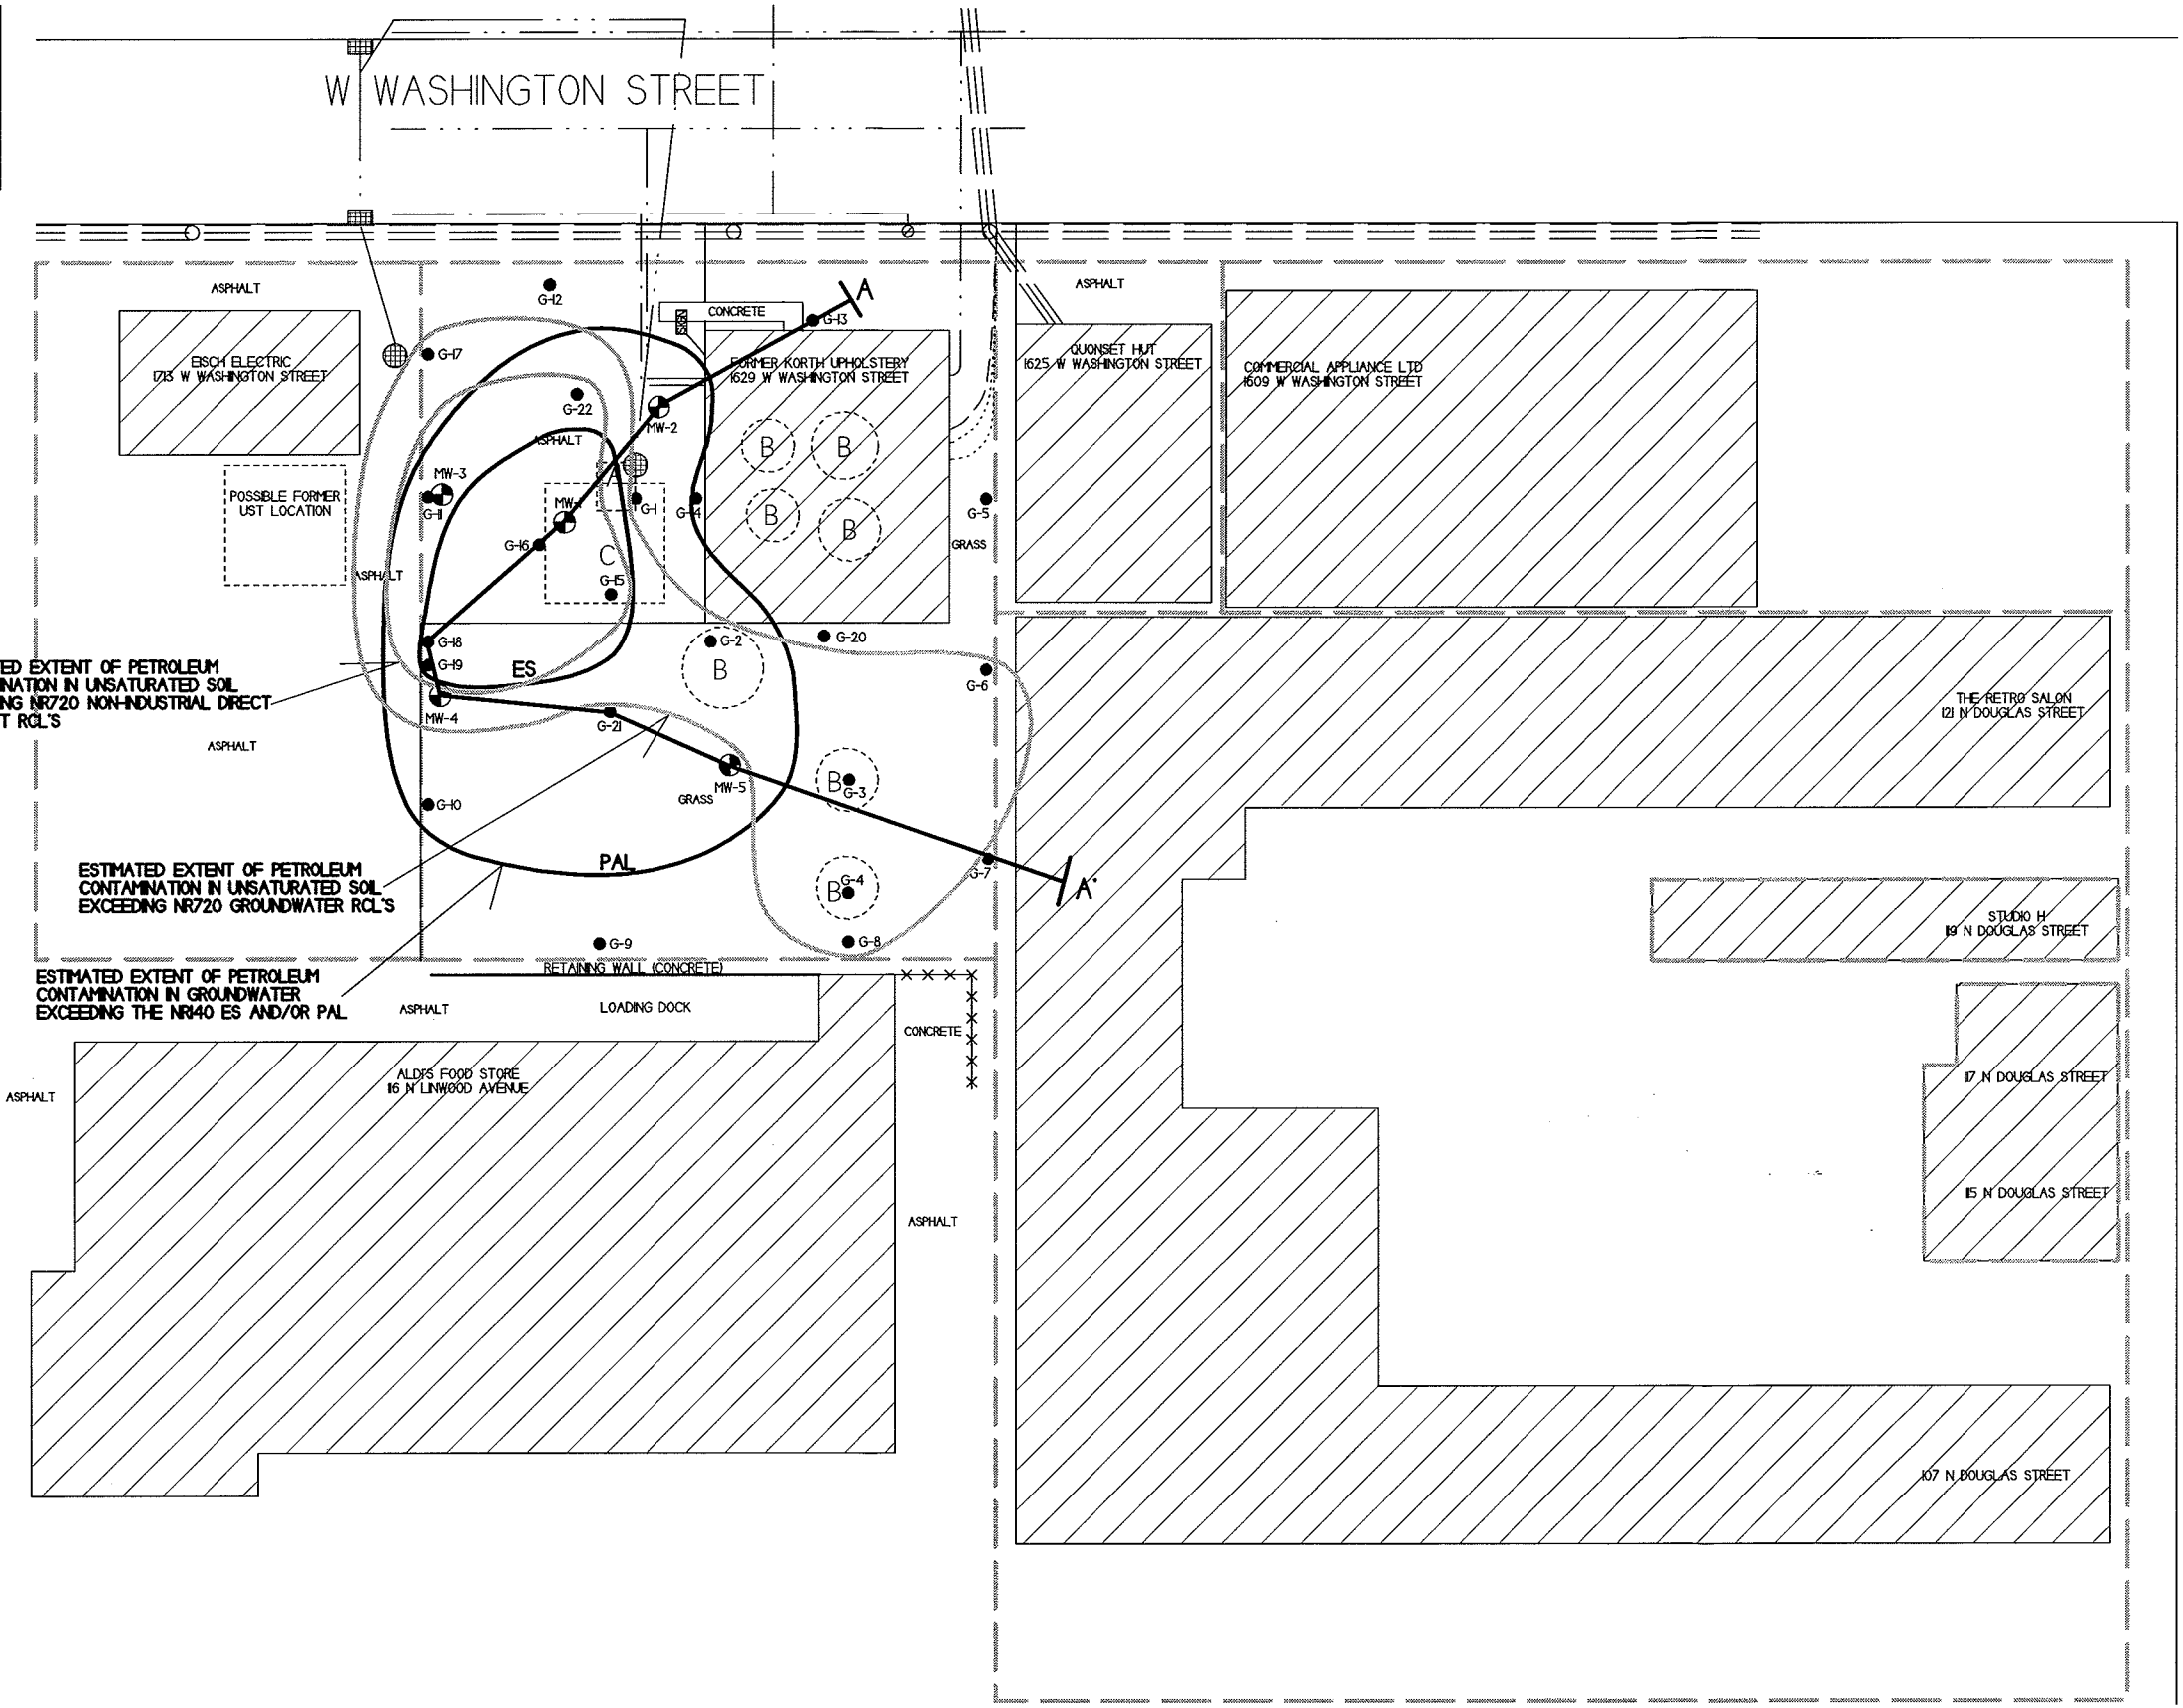 W WASHINGTON STREET
ASPHALT
ASPHALT
G-12
A
CONCRETE
SIGN
G-13
G-17
EISCH ELECTRIC
1713 W WASHINGTON STREET
FORMER KORTH UPHOLSTERY
1629 W WASHINGTON STREET
QUONSET HUT
1625 W WASHINGTON STREET
COMMERCIAL APPLIANCE LTD
1609 W WASHINGTON STREET
G-22
MW-2
ASPHALT
B
B
MW-3
A
POSSIBLE FORMER
UST LOCATION
G-11
MW-
G-1
G-14
B
B
G-5
G-16
C
GRASS
ASPHALT
G-15
G-18
G-2
G-20
G-19
ES
B
G-6
ED EXTENT OF PETROLEUM
NATION IN UNSATURATED SOIL
NG NR720 NON-INDUSTRIAL DIRECT
T RCL'S
MW-4
G-21
THE RETRO SALON
121 N DOUGLAS STREET
ASPHALT
MW-5
B
G-3
GRASS
G-10
PAL
ESTIMATED EXTENT OF PETROLEUM
CONTAMINATION IN UNSATURATED SOIL
EXCEEDING NR720 GROUNDWATER RCL'S
G-7
A'
B
G-4
STUDIO H
119 N DOUGLAS STREET
G-9
G-8
RETAINING WALL (CONCRETE)
ESTIMATED EXTENT OF PETROLEUM
CONTAMINATION IN GROUNDWATER
EXCEEDING THE NR140 ES AND/OR PAL
ASPHALT
LOADING DOCK
CONCRETE
ALDI'S FOOD STORE
116 N LINWOOD AVENUE
117 N DOUGLAS STREET
ASPHALT
115 N DOUGLAS STREET
ASPHALT
107 N DOUGLAS STREET